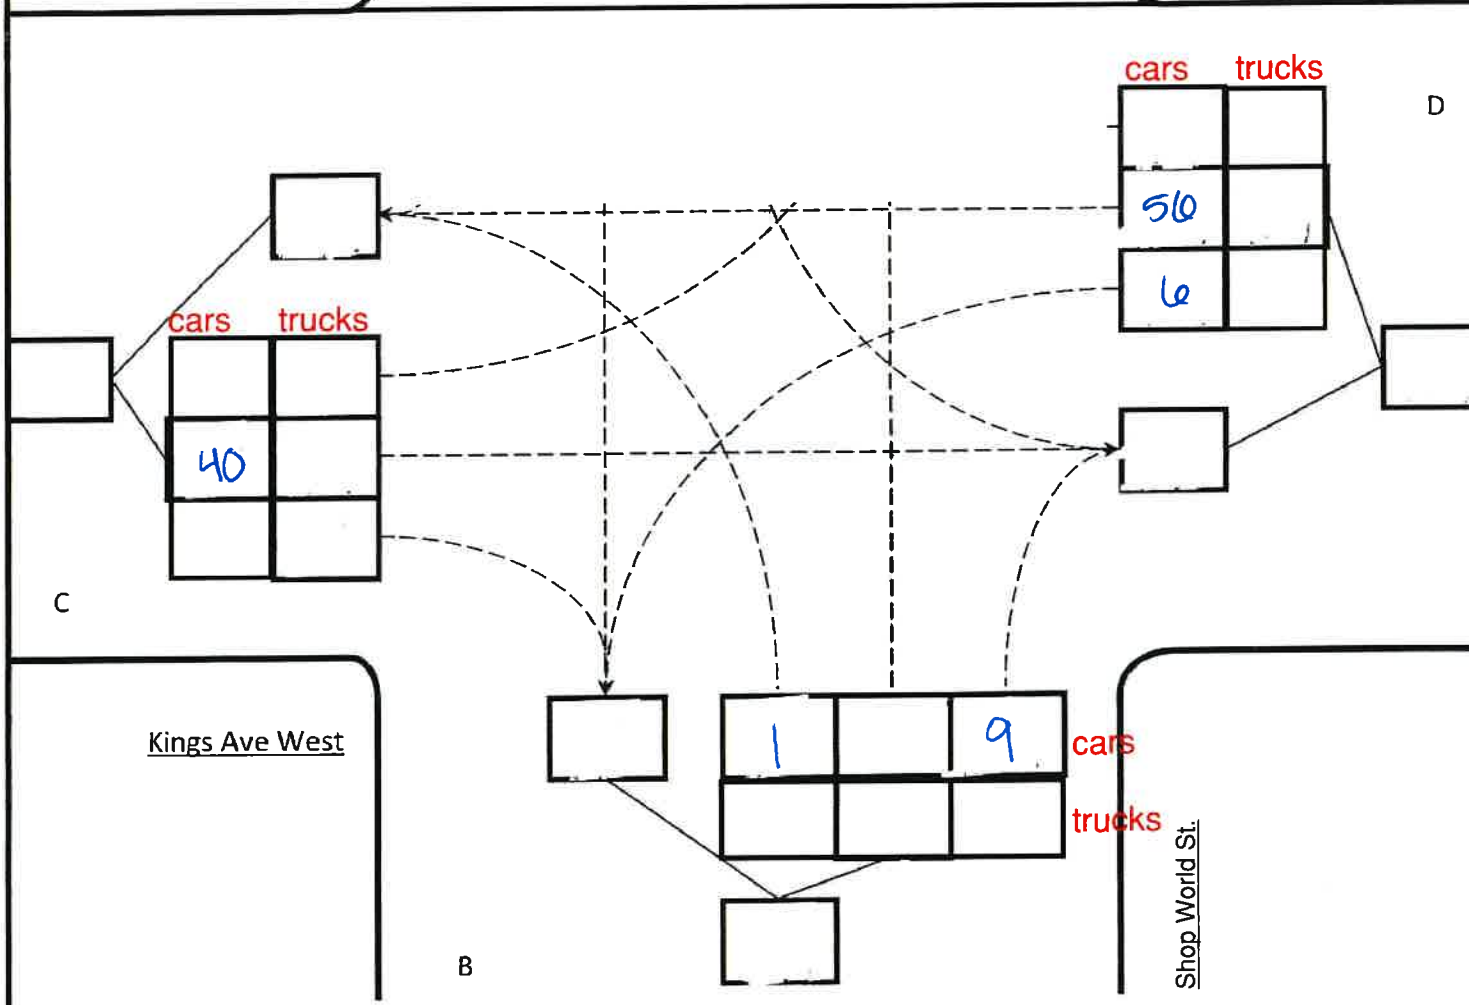 cars trucks
D
56
6
cars trucks
40
C
Kings Ave West
1 9 cars
trucks
Shop World St.
B